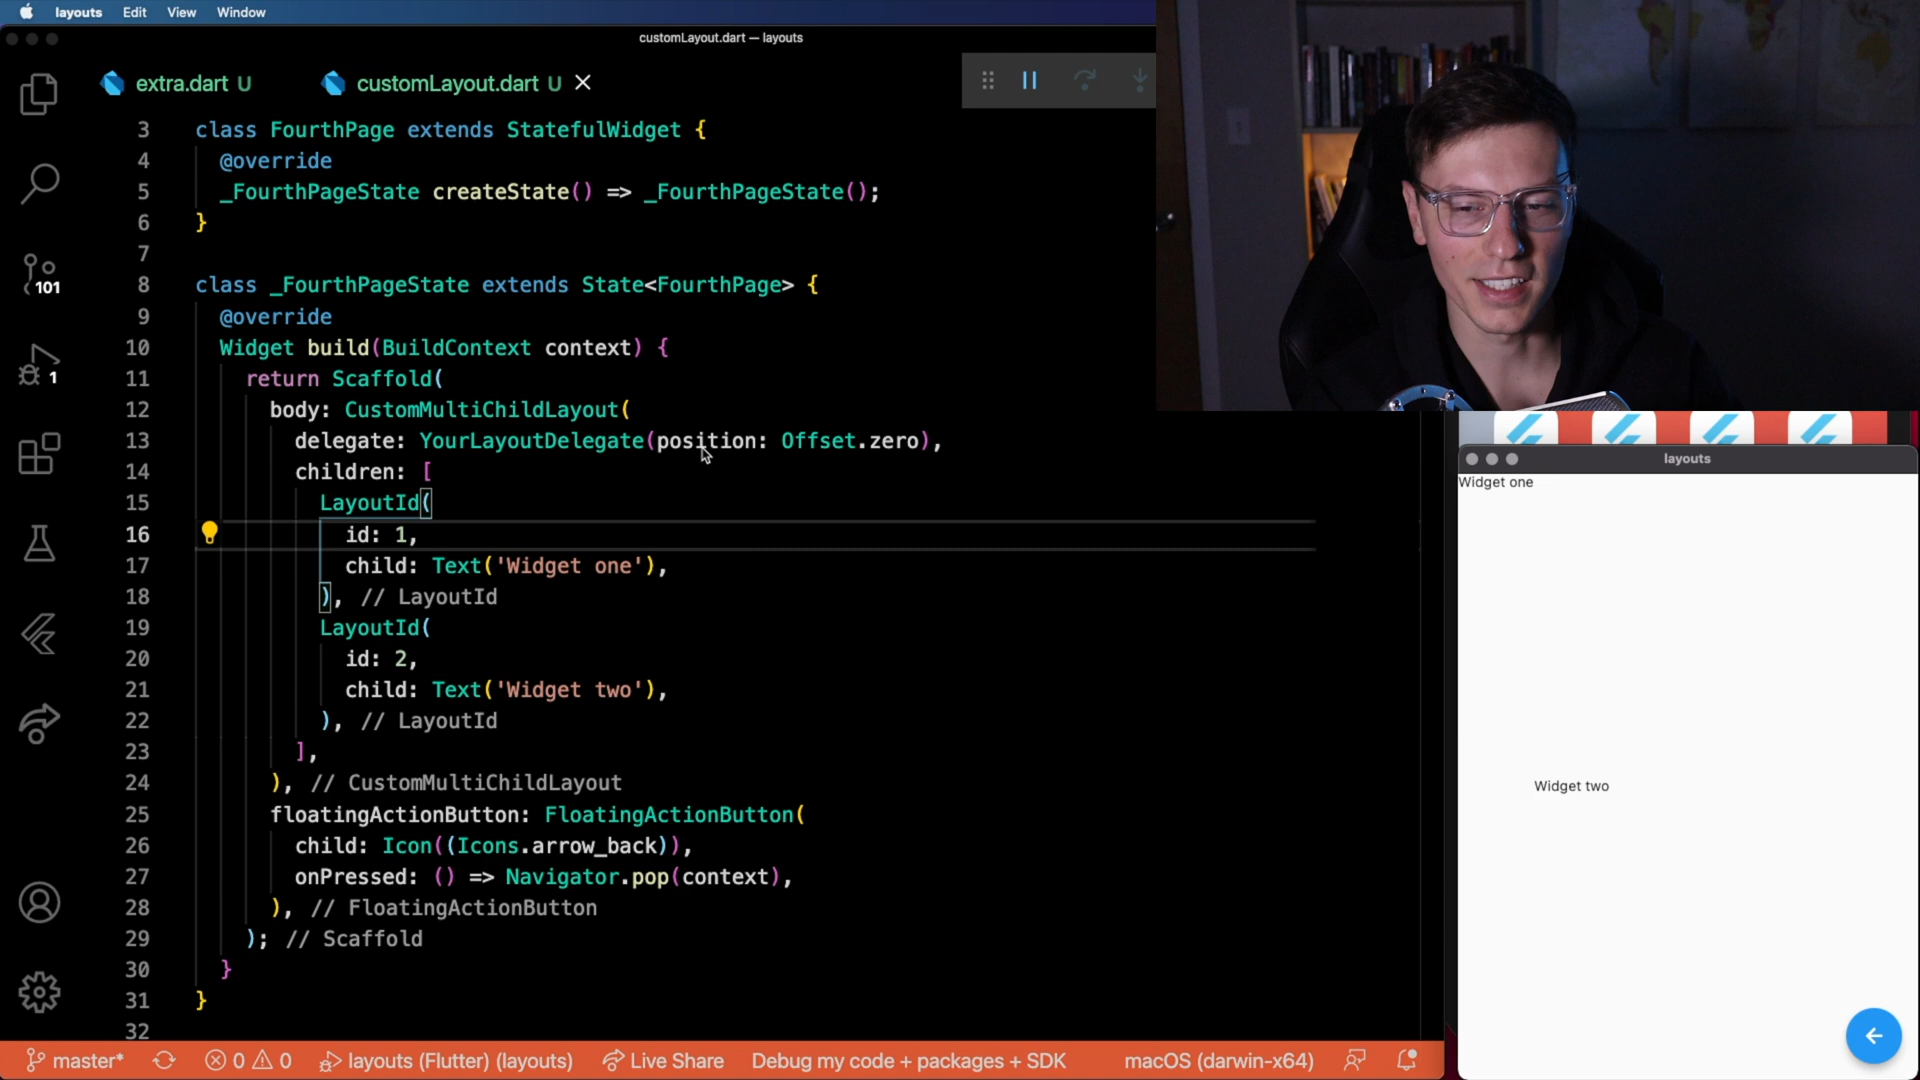 layouts Edit View Window
customLayout.dart — layouts
extra.dart U customLayout.dart U
3 class FourthPage extends StatefulWidget {
4 @override
5 _FourthPageState createState() => _FourthPageState();
6 }
7
8 class _FourthPageState extends State<FourthPage> {
9 @override
10 Widget build(BuildContext context) {
11 return Scaffold(
12 body: CustomMultiChildLayout(
13 delegate: YourLayoutDelegate(position: Offset.zero),
14 children: [
15 LayoutId(
16 id: 1,
17 child: Text('Widget one'),
18 ), // LayoutId
19 LayoutId(
20 id: 2,
21 child: Text('Widget two'),
22 ), // LayoutId
23 ],
24 ), // CustomMultiChildLayout
25 floatingActionButton: FloatingActionButton(
26 child: Icon((Icons.arrow_back)),
27 onPressed: () => Navigator.pop(context),
28 ), // FloatingActionButton
29 ); // Scaffold
30 }
31 }
32
101
1
layouts
Widget one
Widget two
master* 0 0 layouts (Flutter) (layouts) Live Share Debug my code + packages + SDK macOS (darwin-x64)